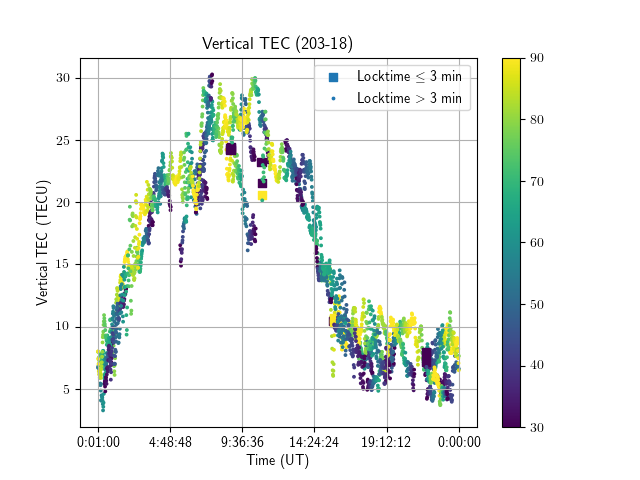 Vertical TEC (203-18)
Locktime ≤ 3 min
Locktime > 3 min
Vertical TEC (TECU)
30
25
20
15
10
5
0:01:00 4:48:48 9:36:36 14:24:24 19:12:12 0:00:00
Time (UT)
90
80
70
60
50
40
30